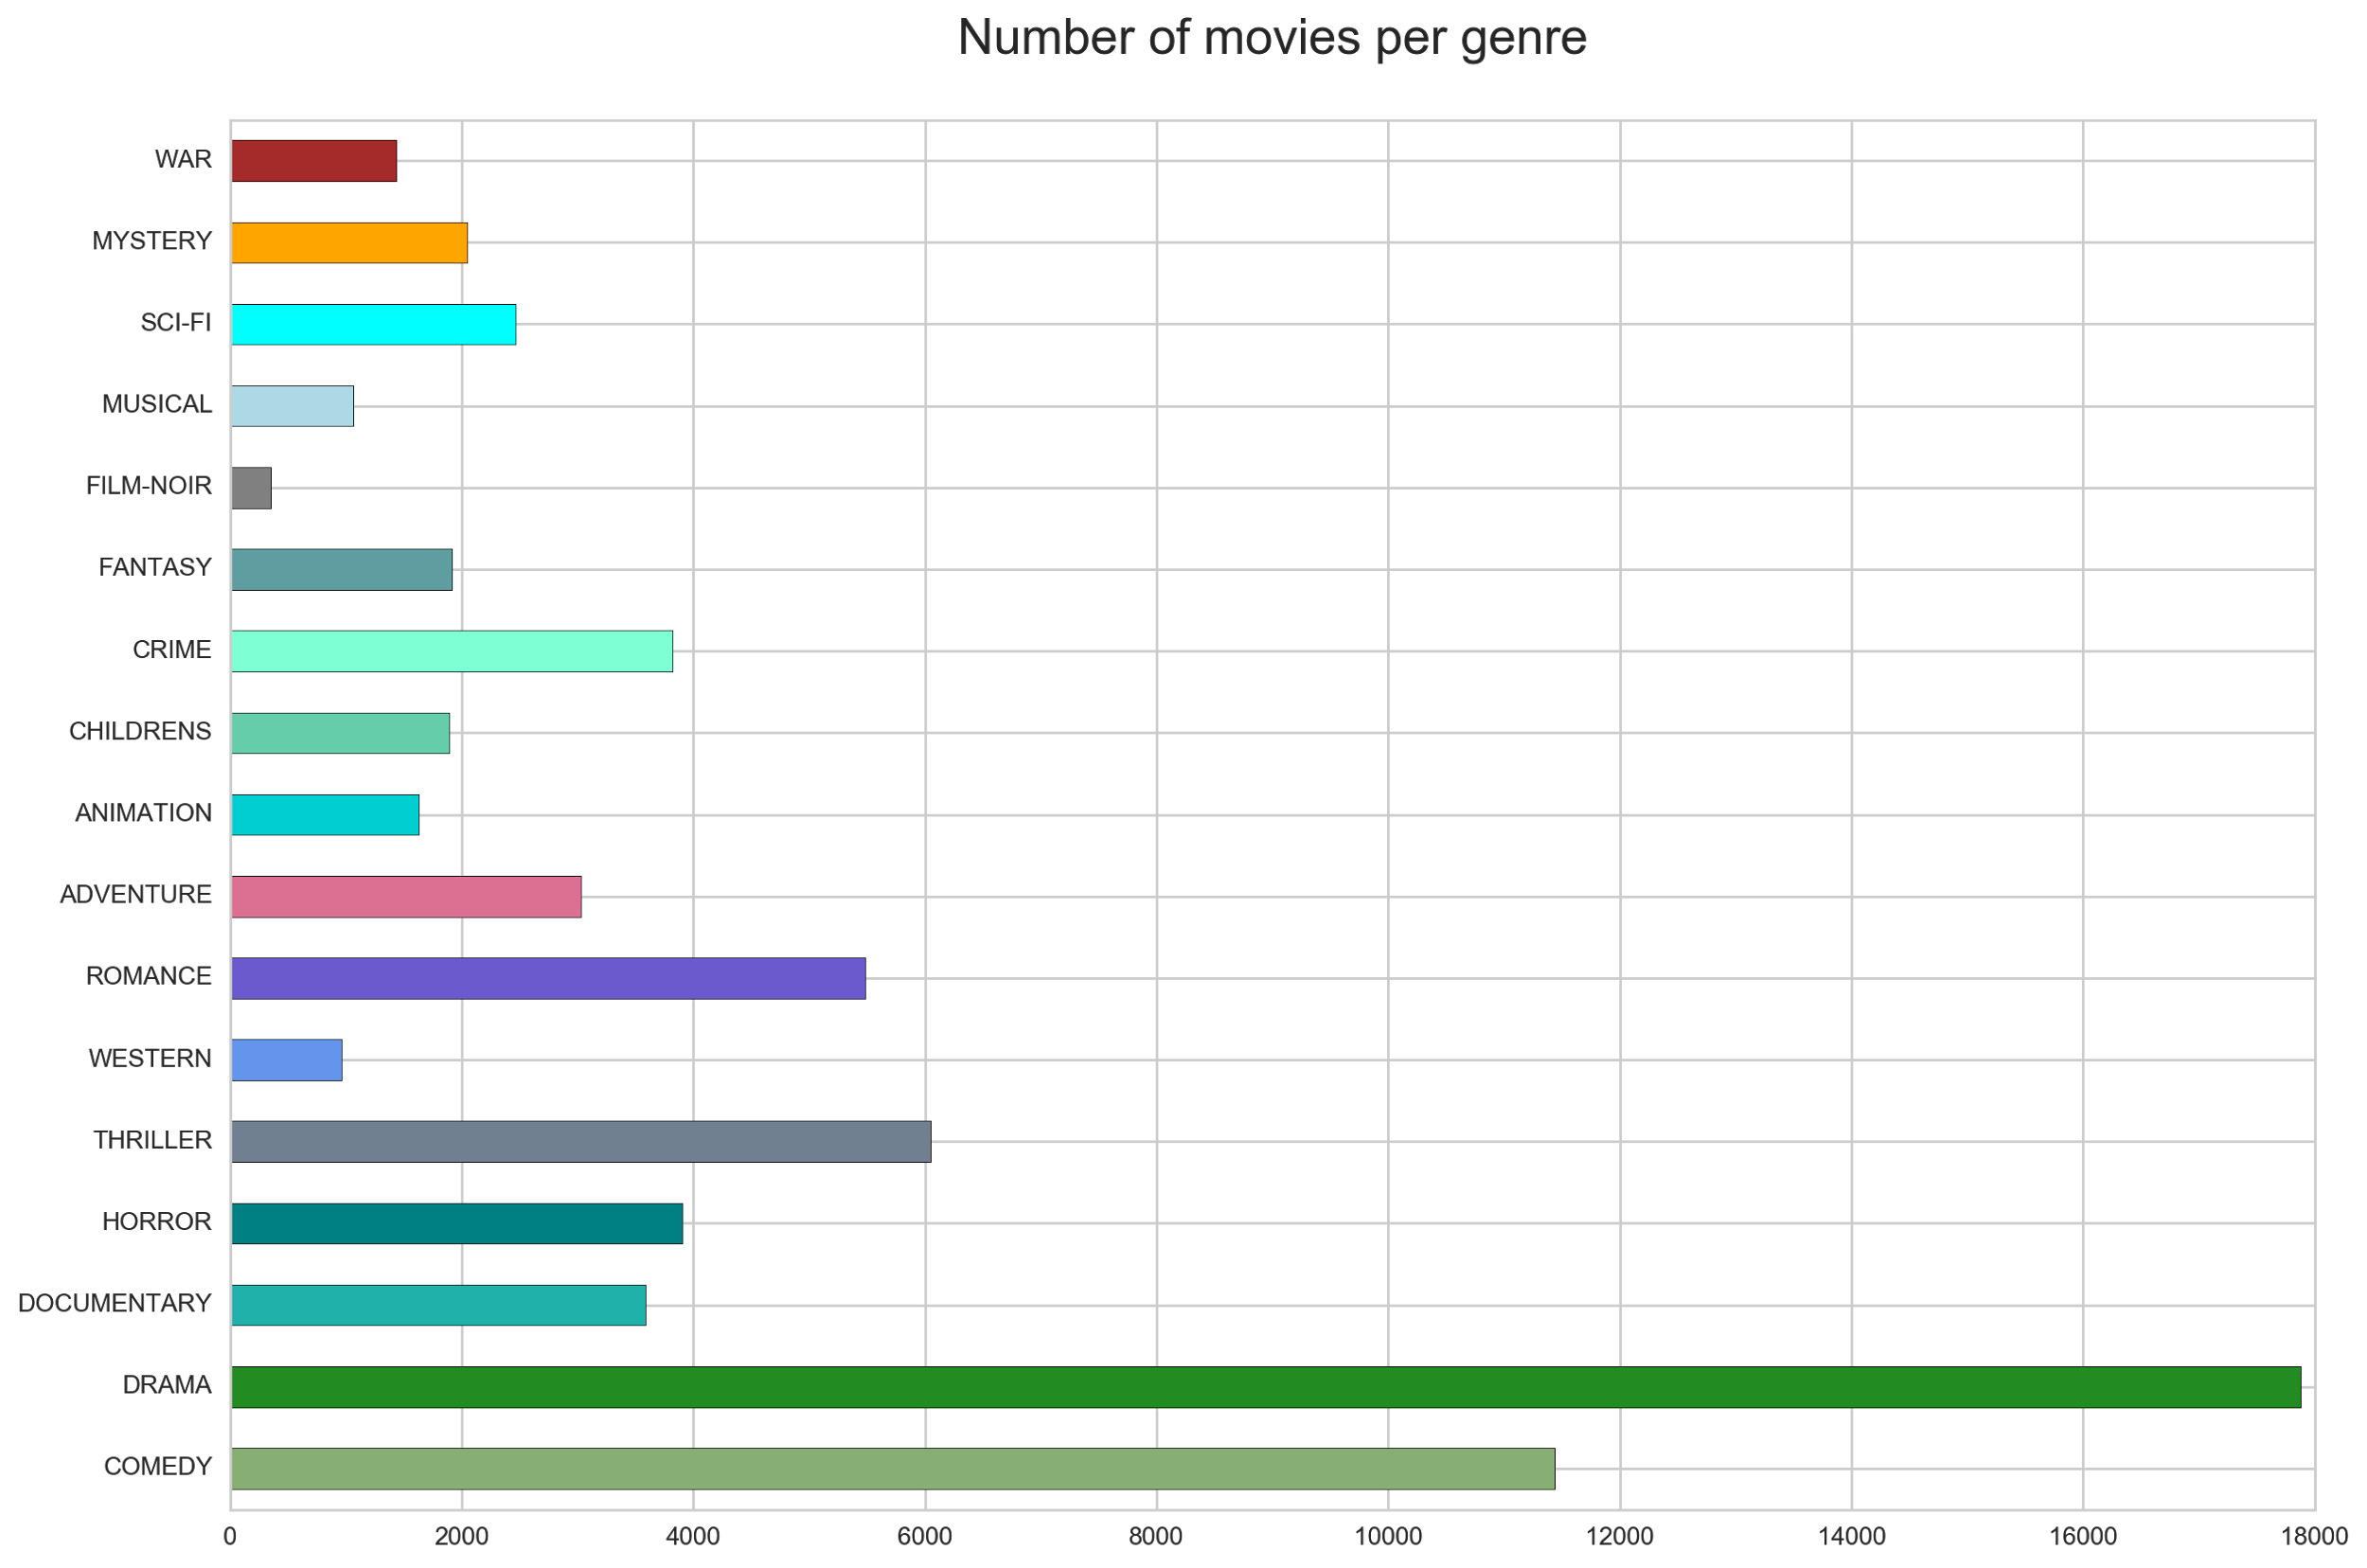 Number of movies per genre
WAR
MYSTERY
SCI-FI
MUSICAL
FILM-NOIR
FANTASY
CRIME
CHILDRENS
ANIMATION
ADVENTURE
ROMANCE
WESTERN
THRILLER
HORROR
DOCUMENTARY
DRAMA
COMEDY
0 2000 4000 6000 8000 10000 12000 14000 16000 18000